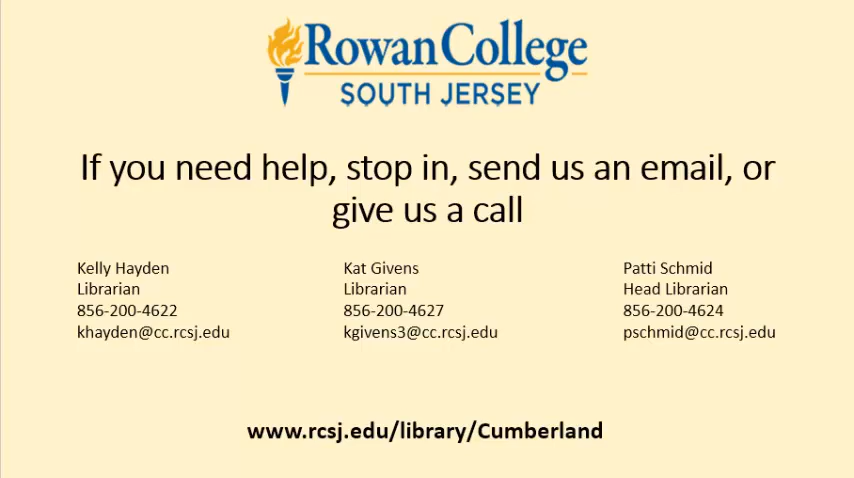 Rowan College
SOUTH JERSEY
If you need help, stop in, send us an email, or
give us a call
Kelly Hayden
Librarian
856-200-4622
khayden@cc.rcsj.edu
Kat Givens
Librarian
856-200-4627
kgivens3@cc.rcsj.edu
Patti Schmid
Head Librarian
856-200-4624
pschmid@cc.rcsj.edu
www.rcsj.edu/library/Cumberland